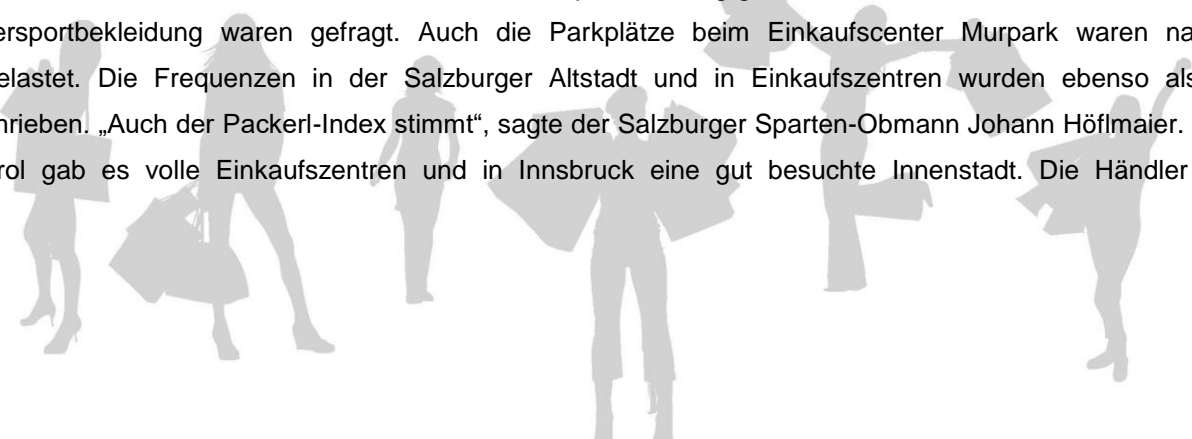 ersportbekleidung waren gefragt. Auch die Parkplätze beim Einkaufscenter Murpark waren na
elastet. Die Frequenzen in der Salzburger Altstadt und in Einkaufszentren wurden ebenso als
hrieben. „Auch der Packerl-Index stimmt“, sagte der Salzburger Sparten-Obmann Johann Höflmaier.
rol gab es volle Einkaufszentren und in Innsbruck eine gut besuchte Innenstadt. Die Händler